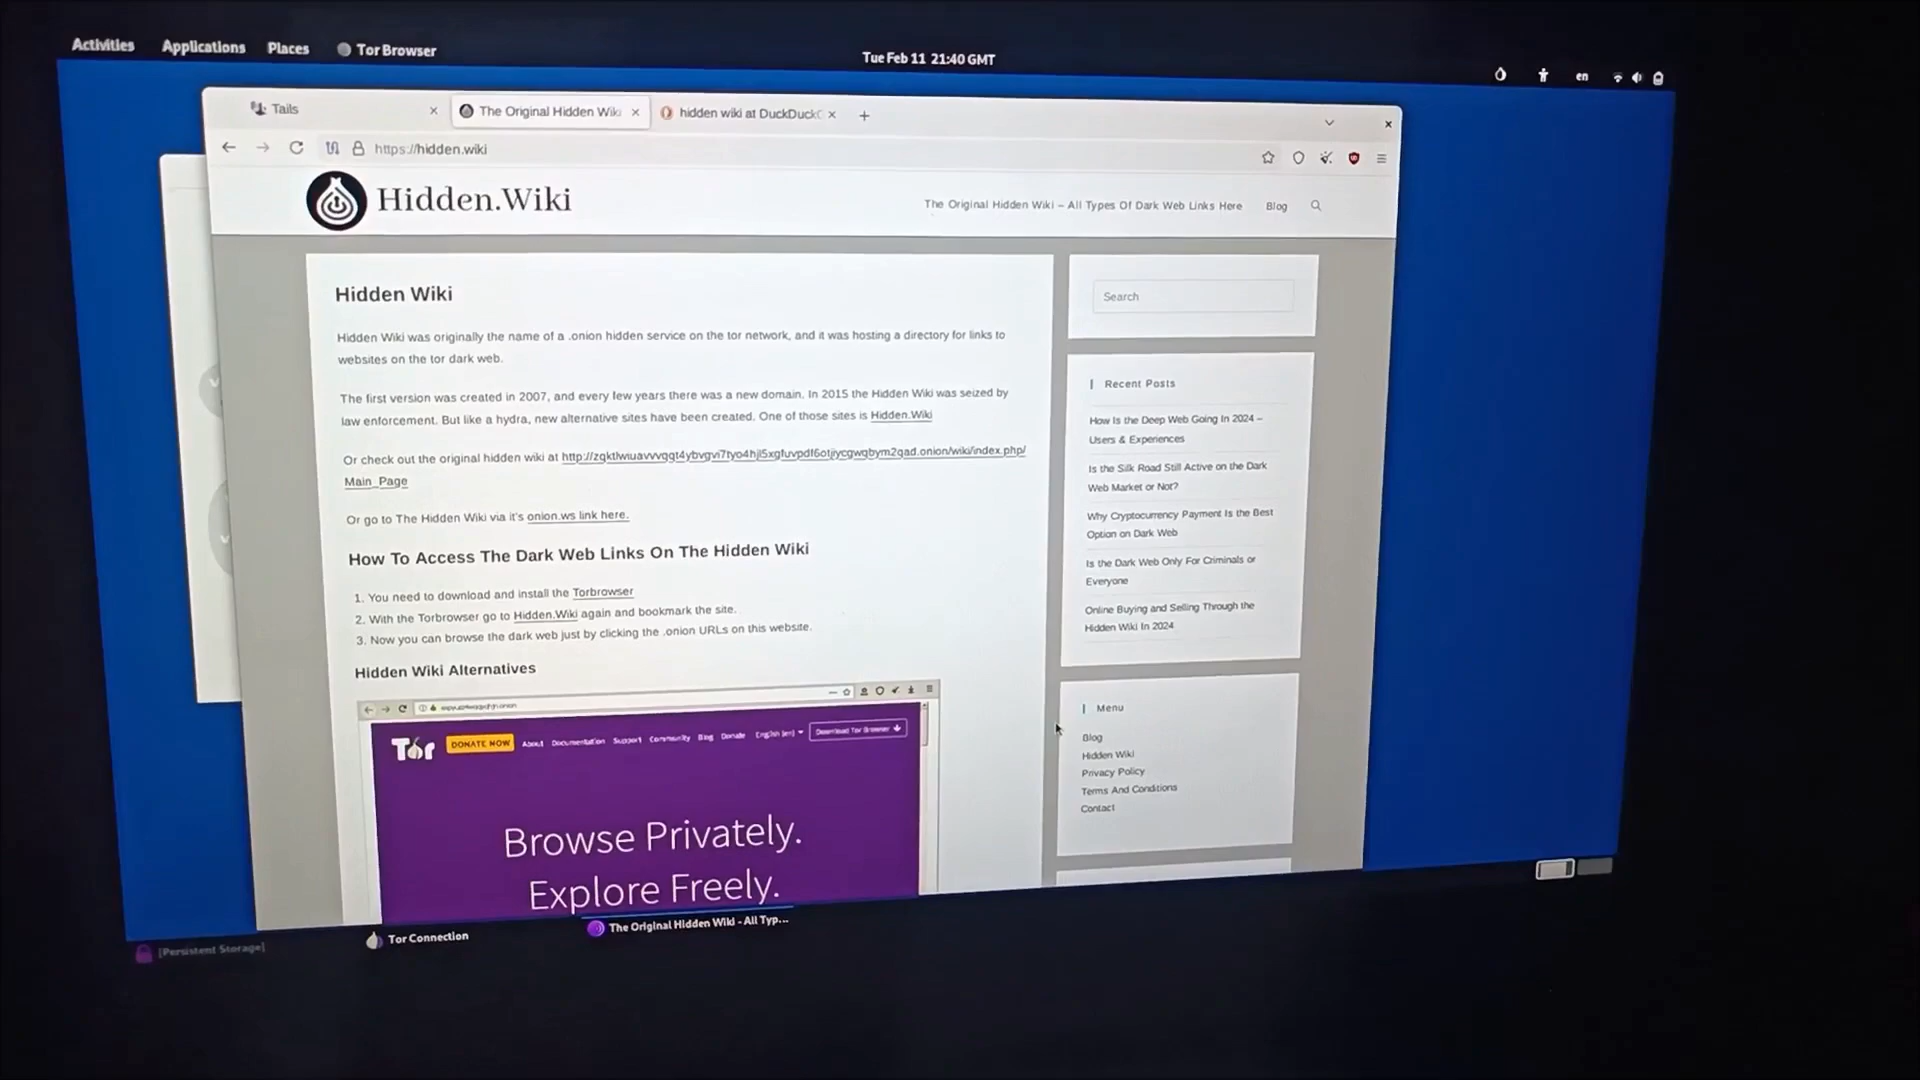 Activities Applications Places Tor Browser
Tue Feb 11 21:40 GMT
en
Tails
The Original Hidden Wiki
hidden wiki at DuckDuckG
https://hidden.wiki
Hidden.Wiki
The Original Hidden Wiki – All Types Of Dark Web Links Here Blog
Hidden Wiki
Hidden Wiki was originally the name of a .onion hidden service on the tor network, and it was hosting a directory for links to
websites on the tor dark web.
The first version was created in 2007, and every few years there was a new domain. In 2015 the Hidden Wiki was seized by
law enforcement. But like a hydra, new alternative sites have been created. One of those sites is Hidden.Wiki
Or check out the original hidden wiki at
Main_Page
Or go to The Hidden Wiki via it's onion.ws link here.
How To Access The Dark Web Links On The Hidden Wiki
1. You need to download and install the Torbrowser
2. With the Torbrowser go to Hidden.Wiki again and bookmark the site.
3. Now you can browse the dark web just by clicking the .onion URLs on this website.
Hidden Wiki Alternatives
Tor DONATE NOW About Documentation Support Community Blog Donate English (en) Download Tor Browser
Browse Privately.
Explore Freely.
Search
Recent Posts
How Is the Deep Web Going In 2024 –
Users & Experiences
Is the Silk Road Still Active on the Dark
Web Market or Not?
Why Cryptocurrency Payment Is the Best
Option on Dark Web
Is the Dark Web Only For Criminals or
Everyone
Online Buying and Selling Through the
Hidden Wiki In 2024
Menu
Blog
Hidden Wiki
Privacy Policy
Terms And Conditions
Contact
[Persistent Storage]
Tor Connection
The Original Hidden Wiki - All Typ...